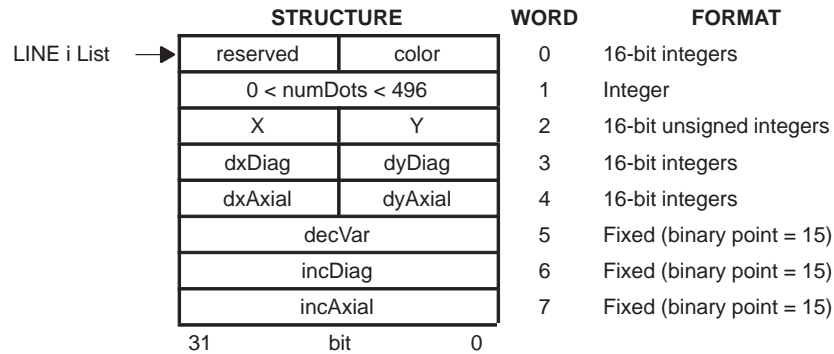 STRUCTURE WORD FORMAT
LINE i List reserved color 0 16-bit integers
0 < numDots < 496 1 Integer
X Y 2 16-bit unsigned integers
dxDiag dyDiag 3 16-bit integers
dxAxial dyAxial 4 16-bit integers
decVar 5 Fixed (binary point = 15)
incDiag 6 Fixed (binary point = 15)
incAxial 7 Fixed (binary point = 15)
31 bit 0